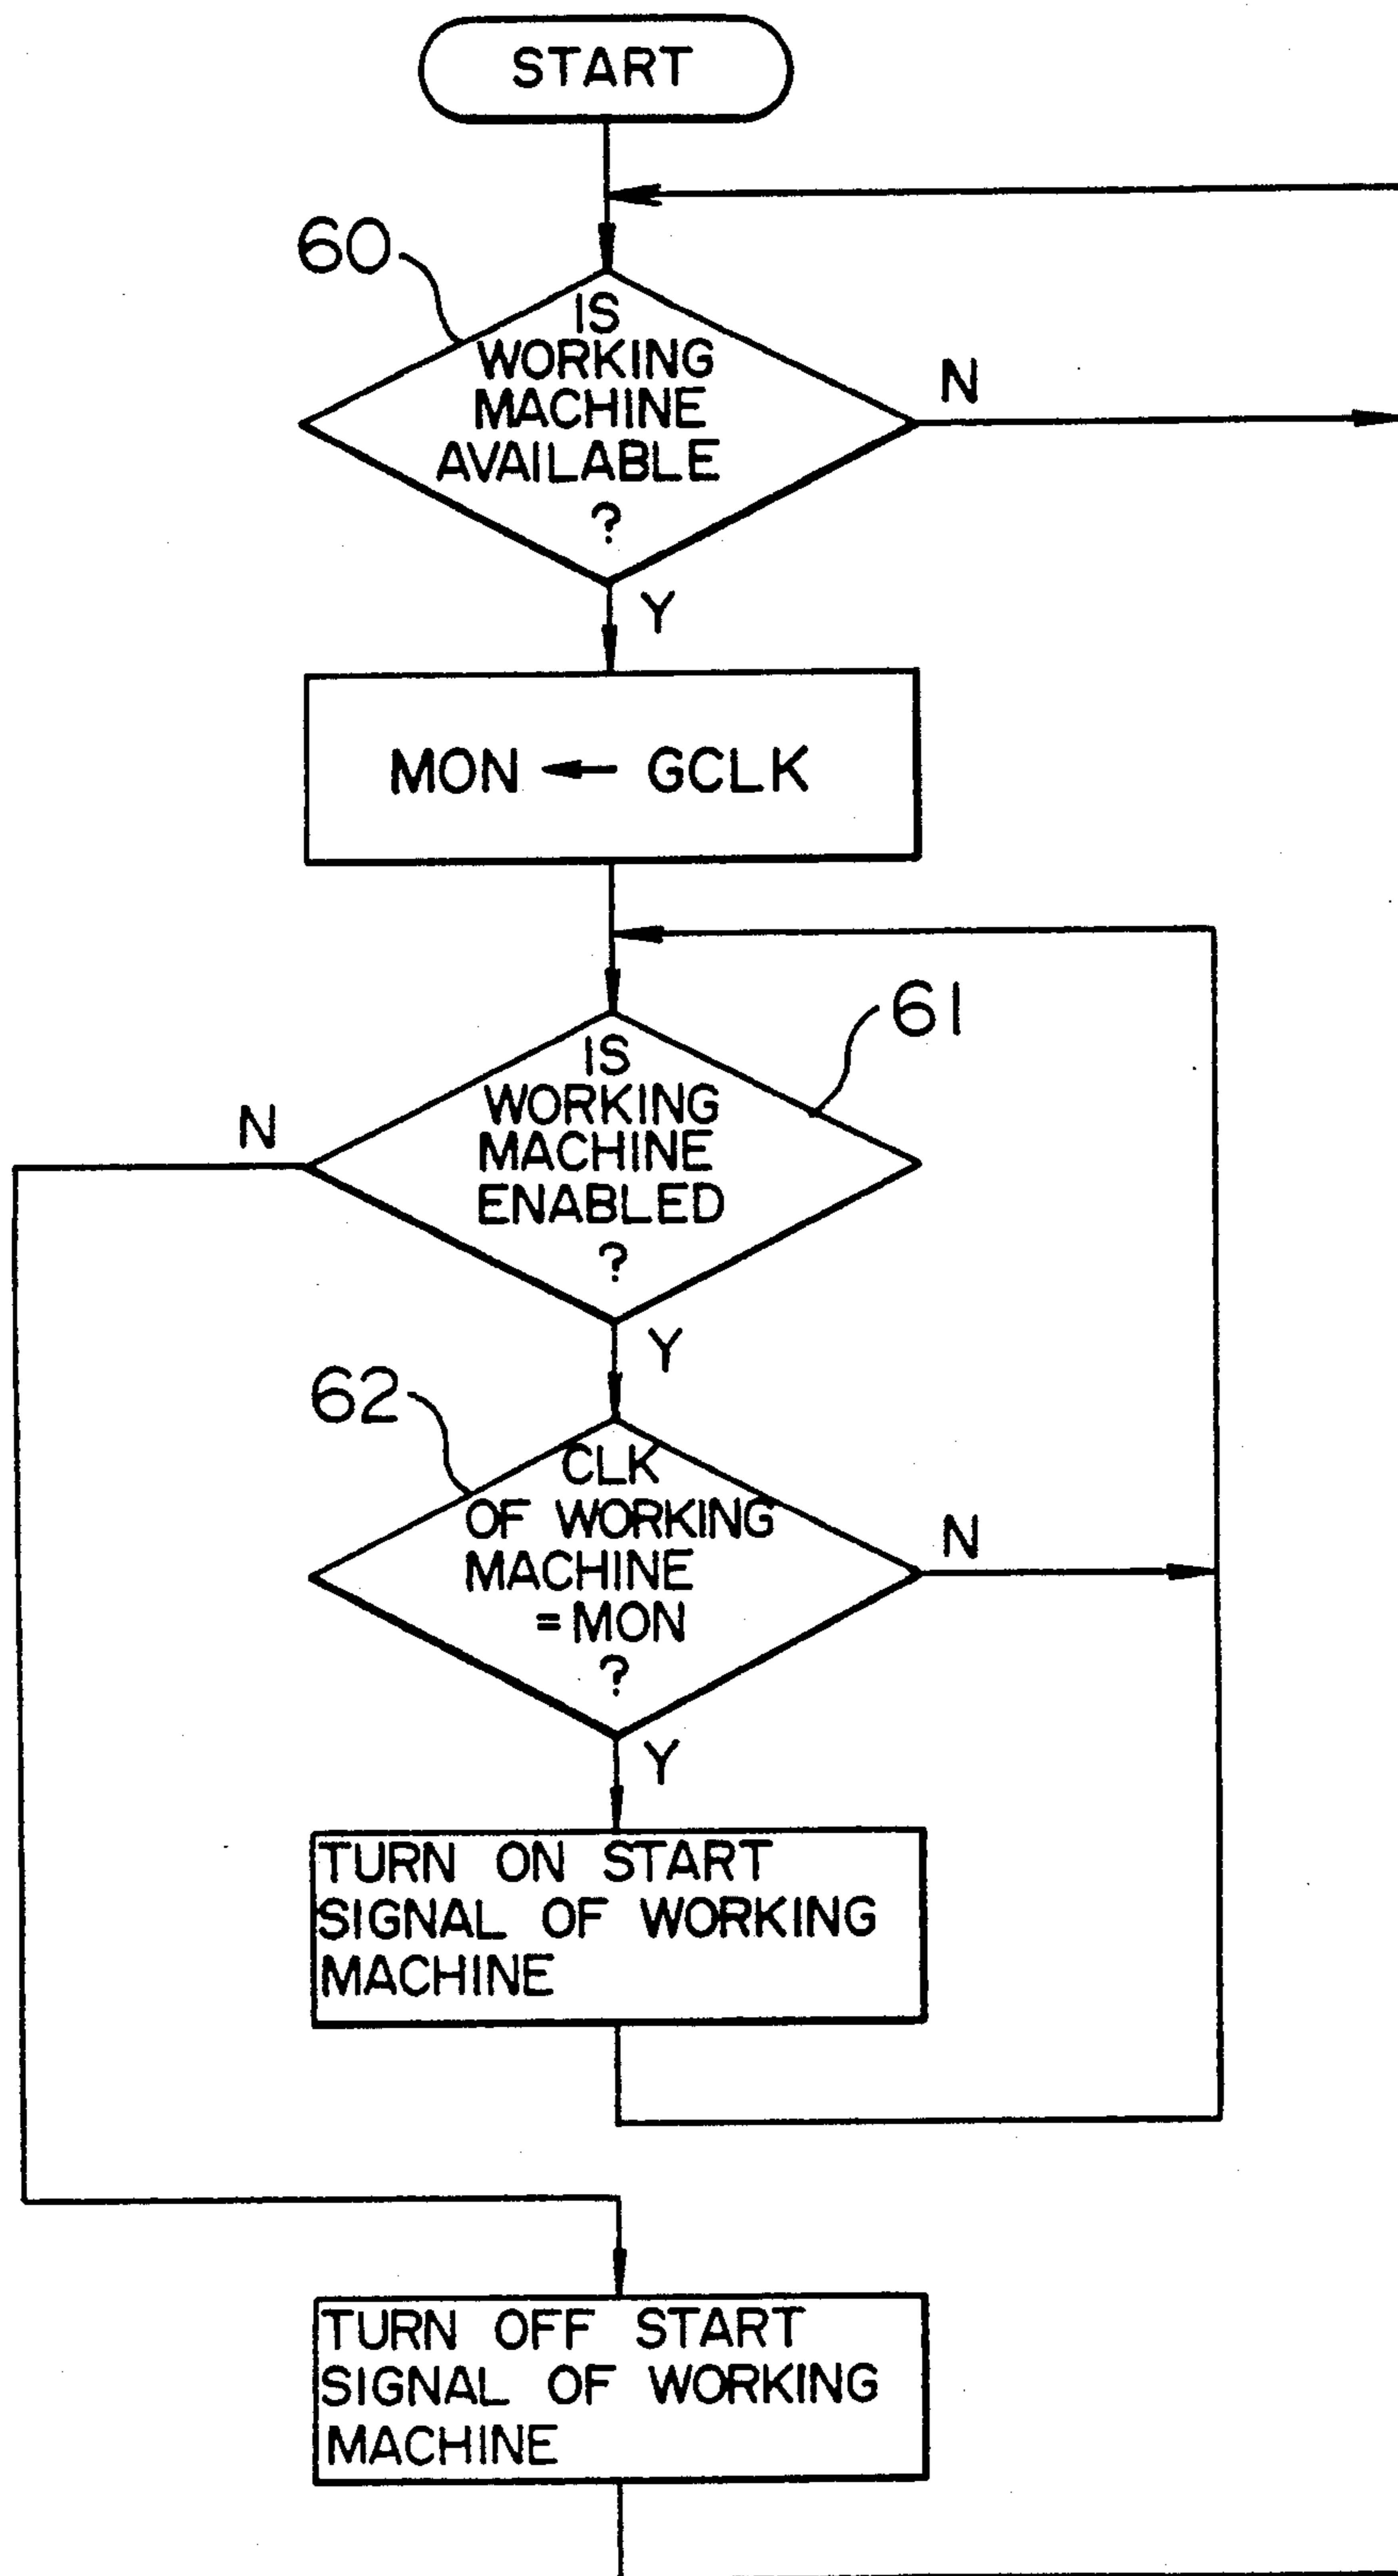 START
60
IS
WORKING
MACHINE
AVAILABLE
?
N
Y
MON ← GCLK
61
IS
WORKING
MACHINE
ENABLED
?
N
Y
62
CLK
OF WORKING
MACHINE
=MON
?
N
Y
TURN ON START
SIGNAL OF WORKING
MACHINE
TURN OFF START
SIGNAL OF WORKING
MACHINE